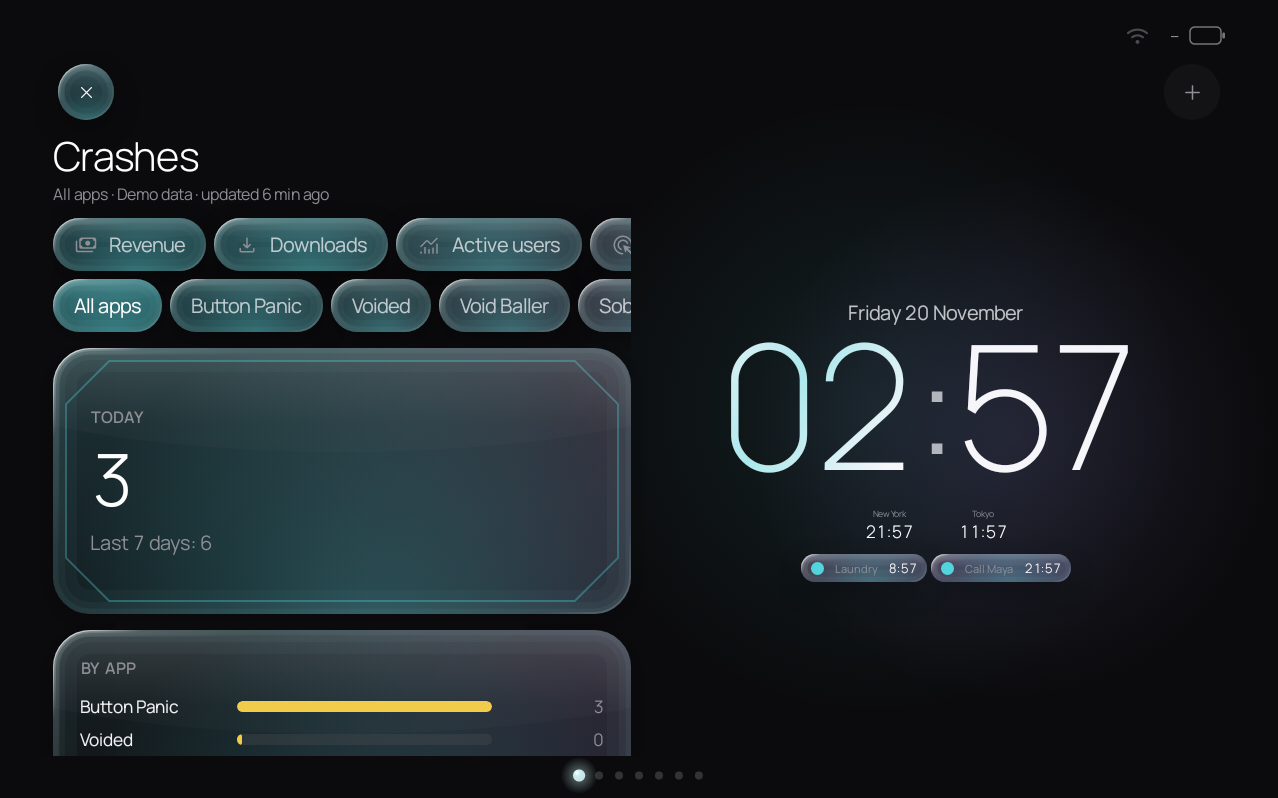 –
Crashes
All apps · Demo data · updated 6 min ago
Revenue Downloads Active users
All apps Button Panic Voided Void Baller Sob
TODAY
3
Last 7 days: 6
BY APP
Button Panic 3
Voided 0
Friday 20 November
02:57
New York Tokyo
21:57 11:57
Laundry 8:57 Call Maya 21:57